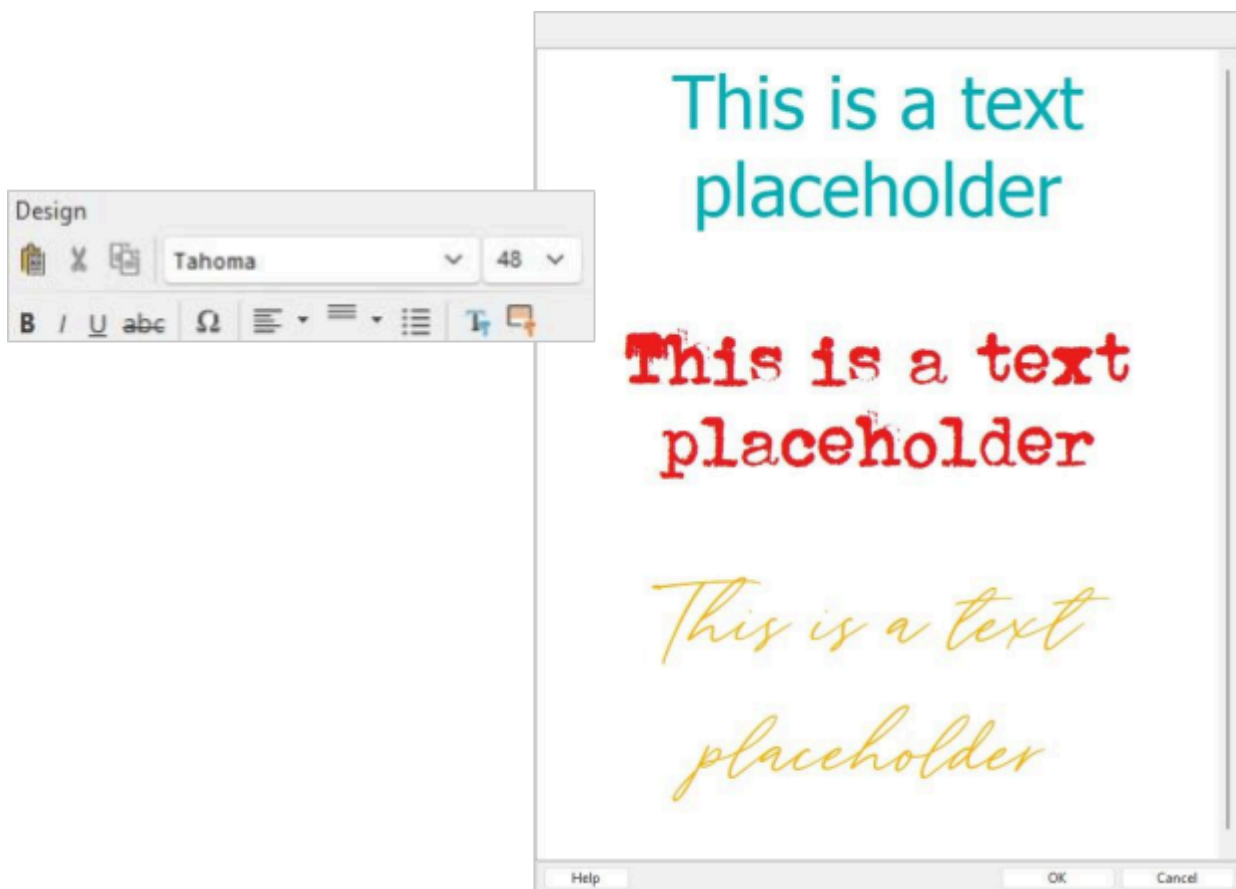 Design
Tahoma 48
B I U abc Ω
This is a text
placeholder
This is a text
placeholder
This is a text
placeholder
Help OK Cancel